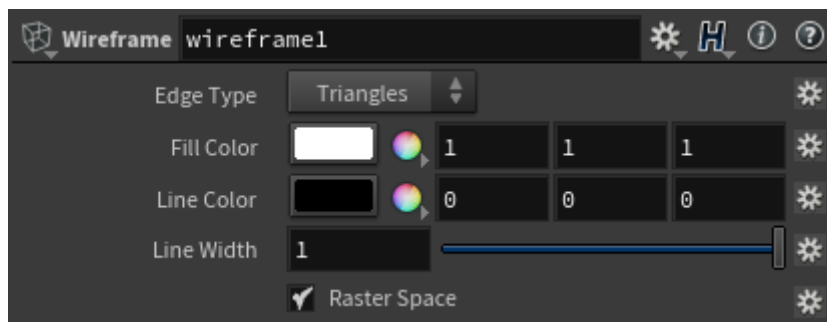 Wireframe wireframe1
Edge Type Triangles
Fill Color 1 1 1
Line Color 0 0 0
Line Width 1
Raster Space